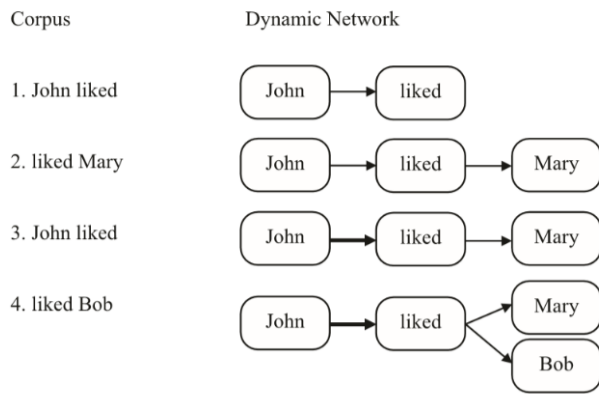 Corpus Dynamic Network
1. John liked John liked
2. liked Mary John liked Mary
3. John liked John liked Mary
4. liked Bob John liked Mary
Bob